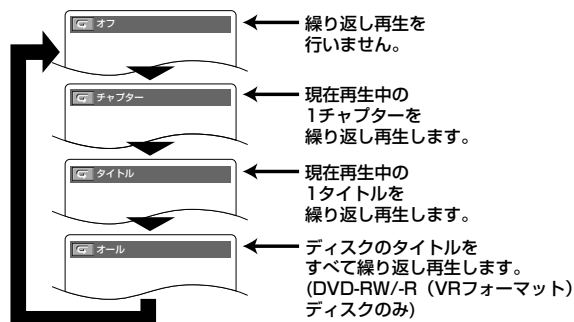 オフ
繰り返し再生を
行いません。
チャプター
現在再生中の
1チャプターを
繰り返し再生します。
タイトル
現在再生中の
1タイトルを
繰り返し再生します。
オール
ディスクのタイトルを
すべて繰り返し再生します。
(DVD-RW/-R（VRフォーマット）
ディスクのみ)